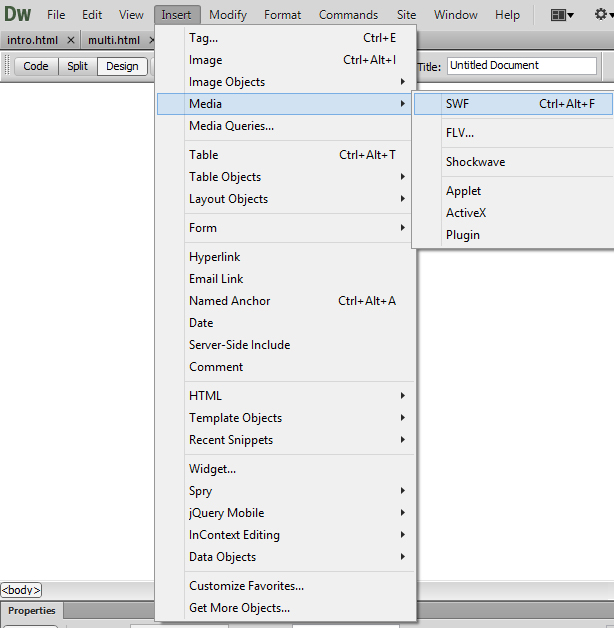 Dw File Edit View Insert Modify Format Commands Site Window Help
intro.html × multi.html ×
Code Split Design Title: Untitled Document
Tag... Ctrl+E
Image Ctrl+Alt+I
Image Objects
Media
Media Queries...
Table Ctrl+Alt+T
Table Objects
Layout Objects
Form
Hyperlink
Email Link
Named Anchor Ctrl+Alt+A
Date
Server-Side Include
Comment
HTML
Template Objects
Recent Snippets
Widget...
Spry
jQuery Mobile
InContext Editing
Data Objects
Customize Favorites...
Get More Objects...
SWF Ctrl+Alt+F
FLV...
Shockwave
Applet
ActiveX
Plugin
<body>
Properties